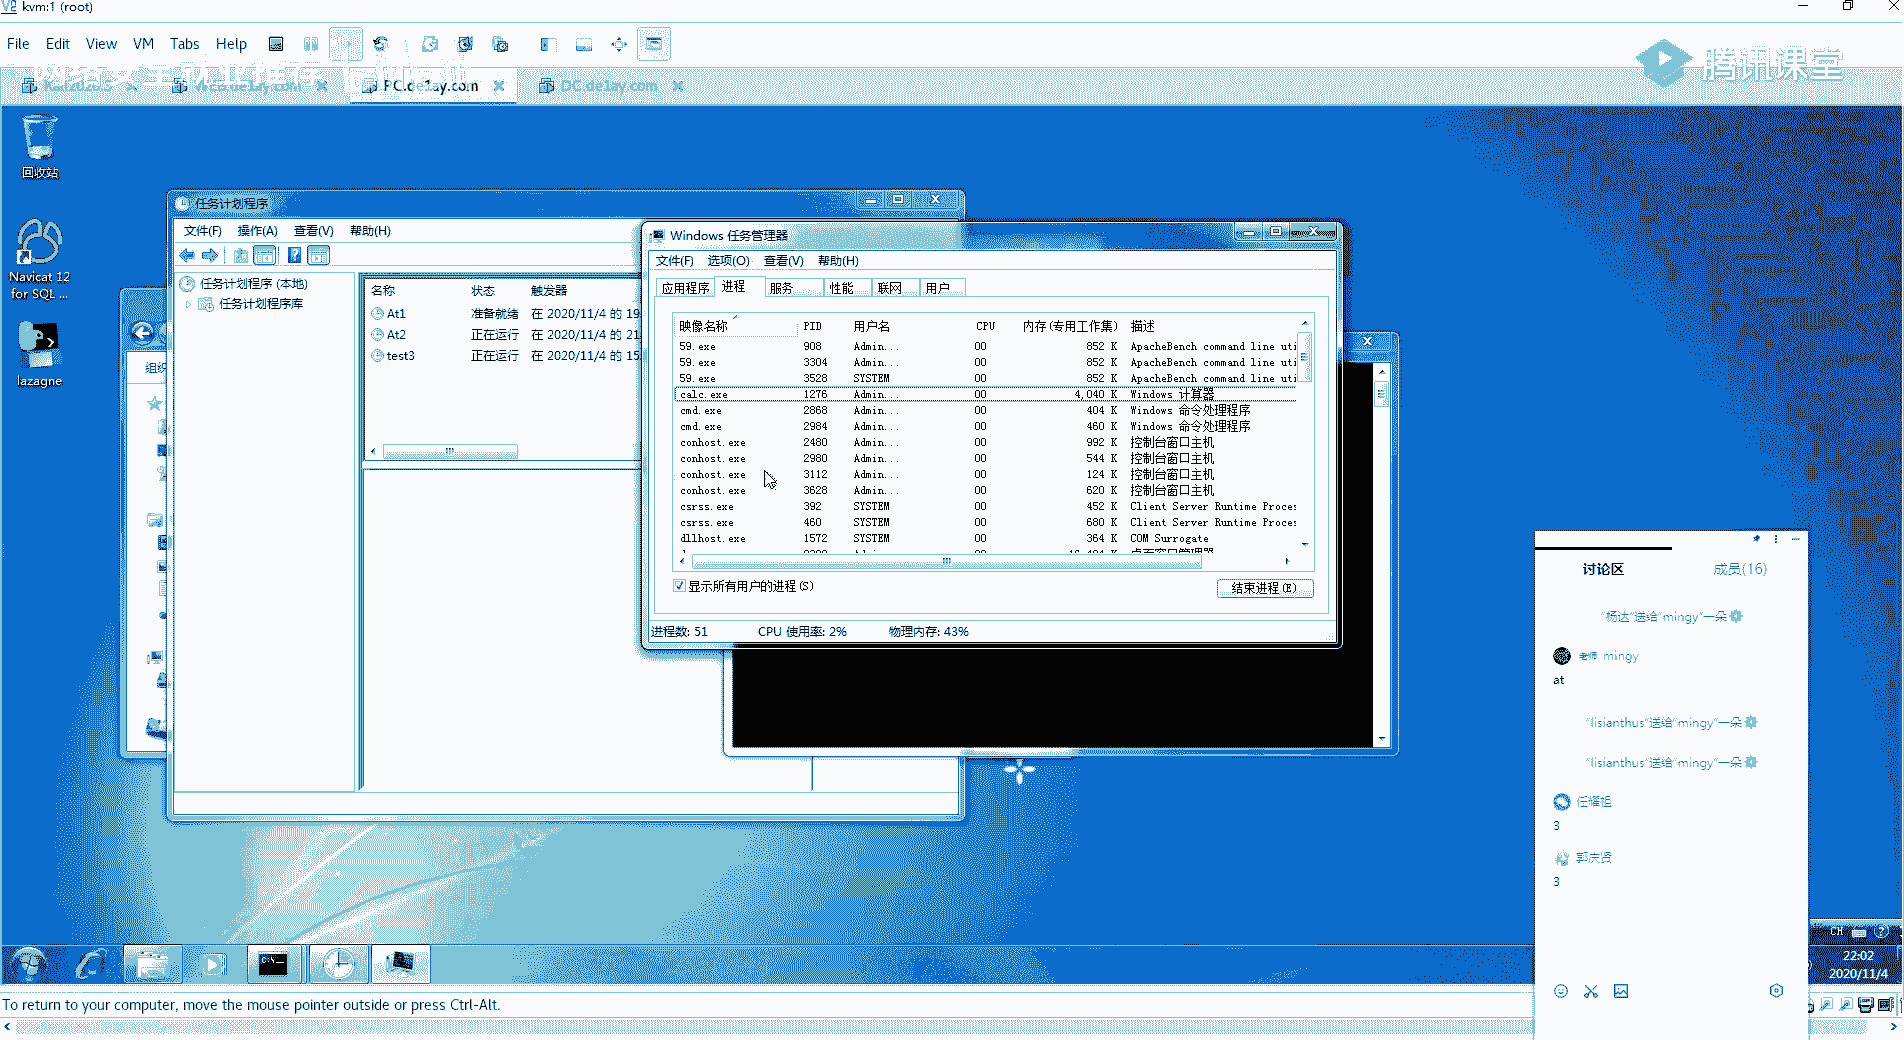 kvm:1 (root)
File Edit View VM Tabs Help
腾讯课堂
PC.de1ay.com
DC.de1ay.com
回收站
Navicat 12
for SQL ...
lazagne
任务计划程序
文件(F) 操作(A) 查看(V) 帮助(H)
任务计划程序 (本地)
任务计划程序库
名称 状态 触发器
At1 准备就绪 在 2020/11/4 的 19
At2 正在运行 在 2020/11/4 的 21
test3 正在运行 在 2020/11/4 的 15
组织
Windows 任务管理器
文件(F) 选项(O) 查看(V) 帮助(H)
应用程序 进程 服务 性能 联网 用户
映像名称 PID 用户名 CPU 内存(专用工作集) 描述
59.exe 908 Admin... 00 852 K ApacheBench command line uti
59.exe 3304 Admin... 00 852 K ApacheBench command line uti
59.exe 3528 SYSTEM 00 852 K ApacheBench command line uti
calc.exe 1276 Admin... 00 4,040 K Windows 计算器
cmd.exe 2868 Admin... 00 404 K Windows 命令处理程序
cmd.exe 2984 Admin... 00 460 K Windows 命令处理程序
conhost.exe 2480 Admin... 00 992 K 控制台窗口主机
conhost.exe 2980 Admin... 00 544 K 控制台窗口主机
conhost.exe 3112 Admin... 00 124 K 控制台窗口主机
conhost.exe 3628 Admin... 00 620 K 控制台窗口主机
csrss.exe 392 SYSTEM 00 452 K Client Server Runtime Proces
csrss.exe 460 SYSTEM 00 680 K Client Server Runtime Proces
dllhost.exe 1572 SYSTEM 00 364 K COM Surrogate
显示所有用户的进程(S)
结束进程(E)
进程数: 51 CPU 使用率: 2% 物理内存: 43%
讨论区 成员(16)
“杨达”送给“mingy”一朵
老师 mingy
at
“lisianthus”送给“mingy”一朵
“lisianthus”送给“mingy”一朵
任耀祖
3
郭庆贤
3
CH
22:02
2020/11/4
To return to your computer, move the mouse pointer outside or press Ctrl-Alt.